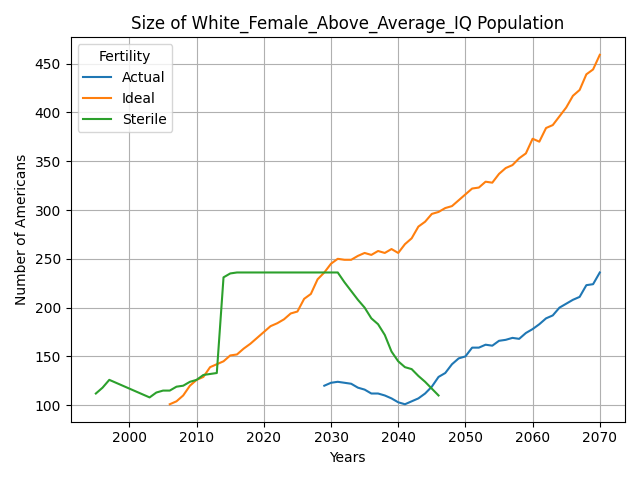 Size of White_Female_Above_Average_IQ Population
Fertility
Actual
Ideal
Sterile
Number of Americans
450
400
350
300
250
200
150
100
2000 2010 2020 2030 2040 2050 2060 2070
Years